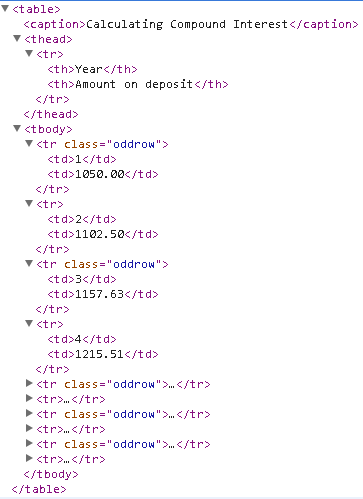 <table>
<caption>Calculating Compound Interest</caption>
<thead>
<tr>
<th>Year</th>
<th>Amount on deposit</th>
</tr>
</thead>
<tbody>
<tr class="oddrow">
<td>1</td>
<td>1050.00</td>
</tr>
<tr>
<td>2</td>
<td>1102.50</td>
</tr>
<tr class="oddrow">
<td>3</td>
<td>1157.63</td>
</tr>
<tr>
<td>4</td>
<td>1215.51</td>
</tr>
<tr class="oddrow">…</tr>
<tr>…</tr>
<tr class="oddrow">…</tr>
<tr>…</tr>
<tr class="oddrow">…</tr>
<tr>…</tr>
</tbody>
</table>